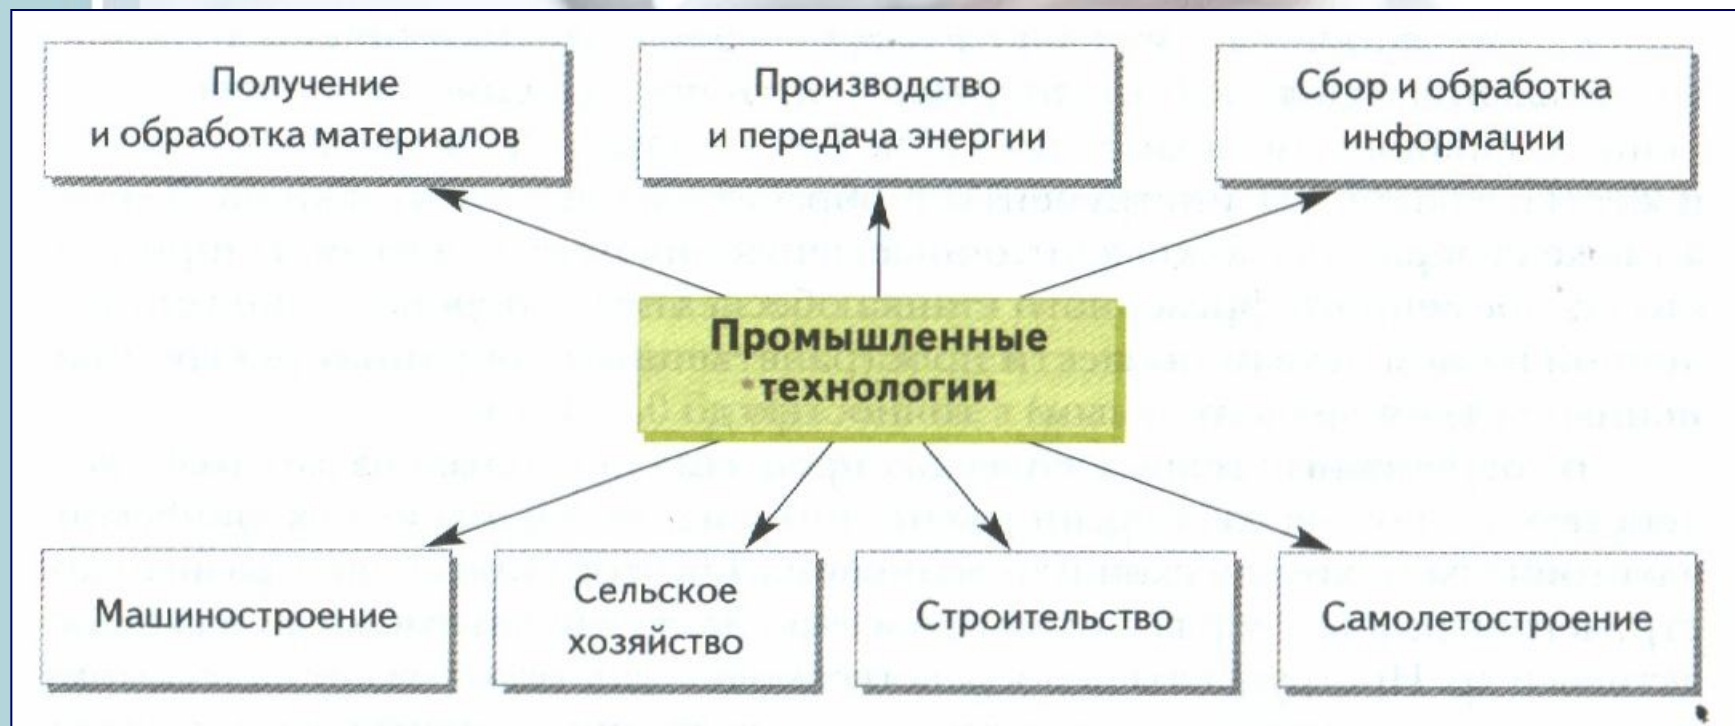 Получение
и обработка материалов
Производство
и передача энергии
Сбор и обработка
информации
Промышленные
технологии
Машиностроение
Сельское
хозяйство
Строительство
Самолетостроение